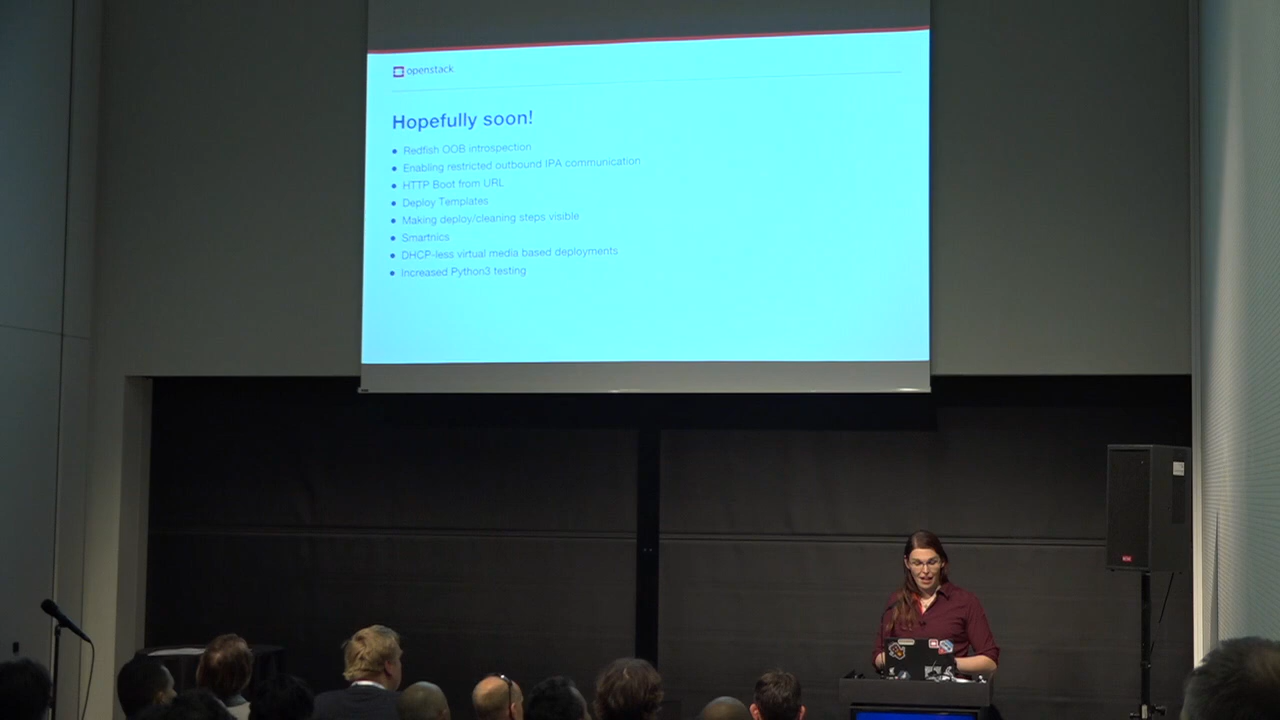 openstack.
Hopefully soon!
Redfish OOB introspection
Enabling restricted outbound IPA communication
HTTP Boot from URL
Deploy Templates
Making deploy/cleaning steps visible
Smartnics
DHCP-less virtual media based deployments
Increased Python3 testing